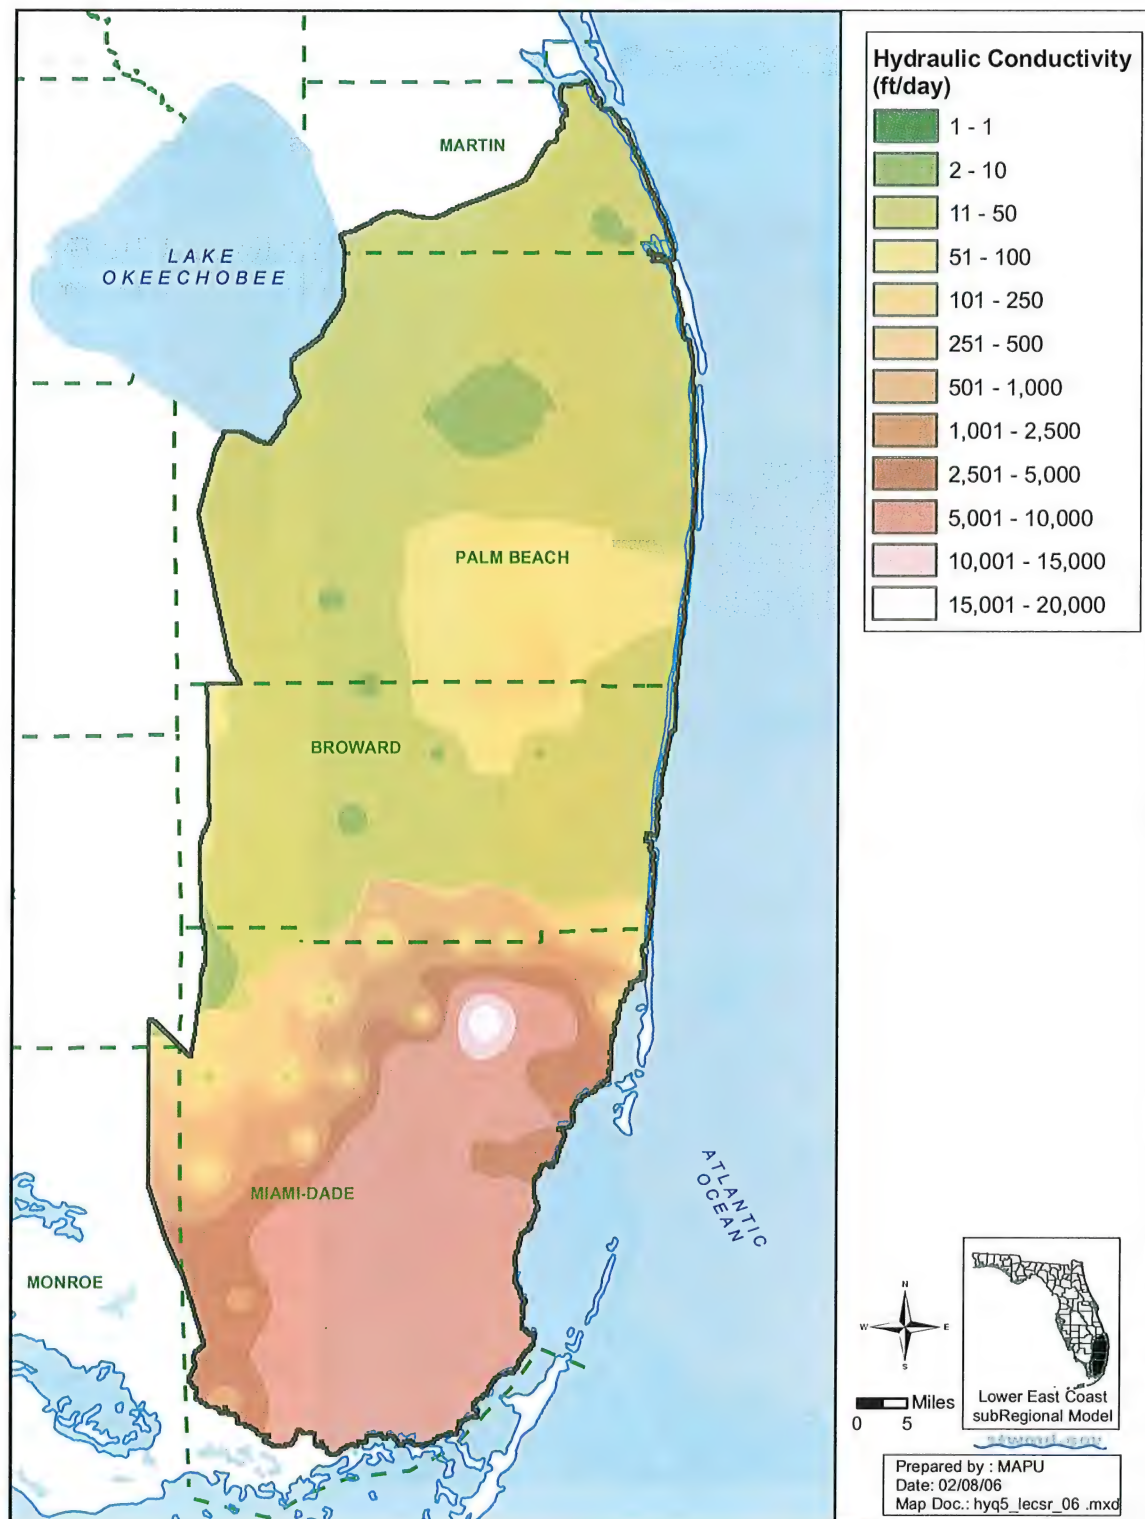 MARTIN
LAKE
OKEECHOBEE
PALM BEACH
BROWARD
MIAMI-DADE
MONROE
ATLANTIC
OCEAN
Hydraulic Conductivity
(ft/day)
1 - 1
2 - 10
11 - 50
51 - 100
101 - 250
251 - 500
501 - 1,000
1,001 - 2,500
2,501 - 5,000
5,001 - 10,000
10,001 - 15,000
15,001 - 20,000
N
W E
S
Miles
0 5
Lower East Coast
subRegional Model
Prepared by : MAPU
Date: 02/08/06
Map Doc.: hyq5_lecsr_06 .mxd